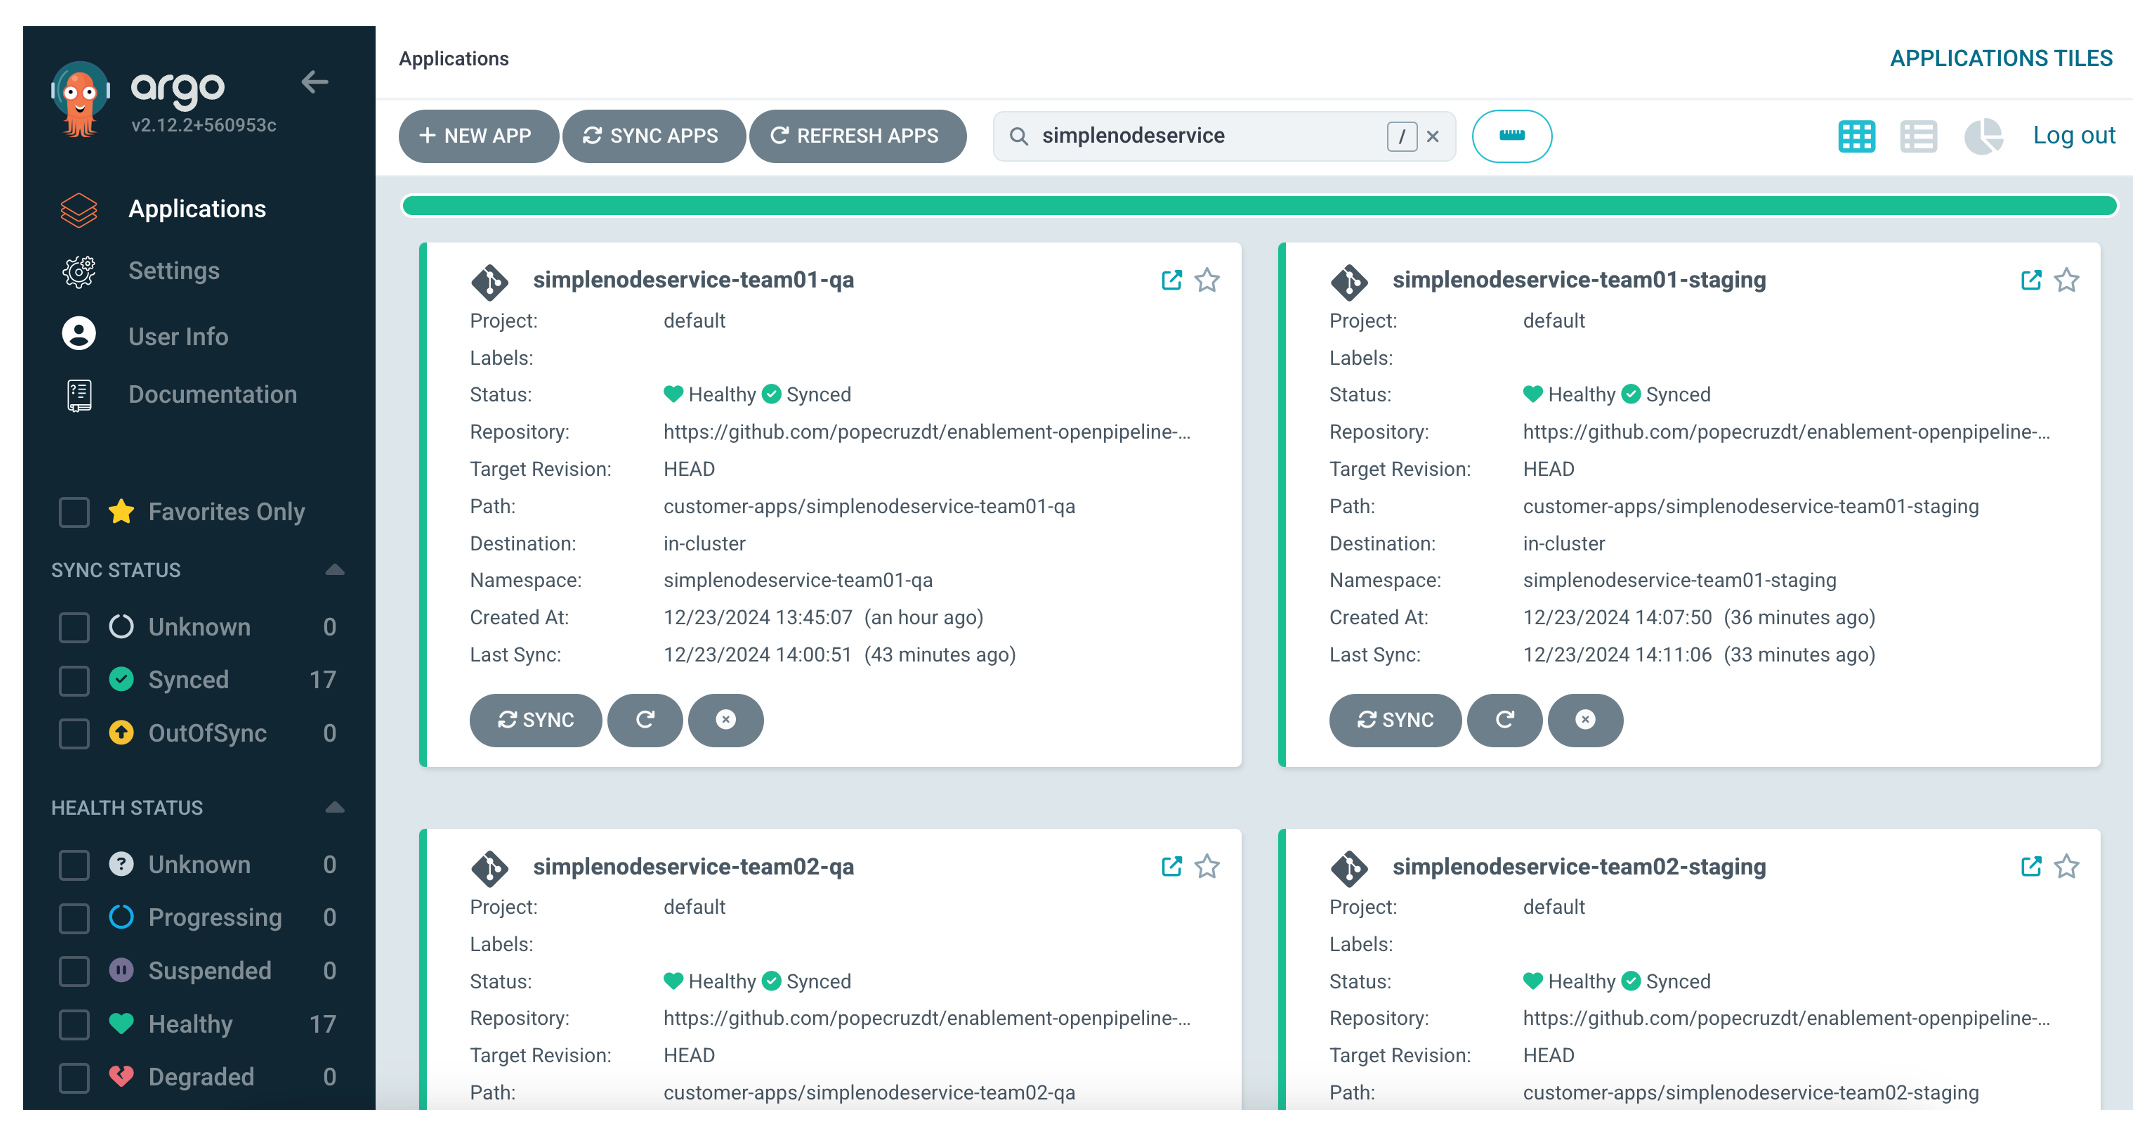 argo
v2.12.2+560953c
Applications
Settings
User Info
Documentation
Favorites Only
SYNC STATUS
Unknown 0
Synced 17
OutOfSync 0
HEALTH STATUS
Unknown 0
Progressing 0
Suspended 0
Healthy 17
Degraded 0
Applications
APPLICATIONS TILES
NEW APP SYNC APPS REFRESH APPS simplenodeservice / Log out
simplenodeservice-team01-qa
Project: default
Labels:
Status: Healthy Synced
Repository: https://github.com/popecruzdt/enablement-openpipeline-...
Target Revision: HEAD
Path: customer-apps/simplenodeservice-team01-qa
Destination: in-cluster
Namespace: simplenodeservice-team01-qa
Created At: 12/23/2024 13:45:07 (an hour ago)
Last Sync: 12/23/2024 14:00:51 (43 minutes ago)
SYNC
simplenodeservice-team01-staging
Project: default
Labels:
Status: Healthy Synced
Repository: https://github.com/popecruzdt/enablement-openpipeline-...
Target Revision: HEAD
Path: customer-apps/simplenodeservice-team01-staging
Destination: in-cluster
Namespace: simplenodeservice-team01-staging
Created At: 12/23/2024 14:07:50 (36 minutes ago)
Last Sync: 12/23/2024 14:11:06 (33 minutes ago)
SYNC
simplenodeservice-team02-qa
Project: default
Labels:
Status: Healthy Synced
Repository: https://github.com/popecruzdt/enablement-openpipeline-...
Target Revision: HEAD
Path: customer-apps/simplenodeservice-team02-qa
simplenodeservice-team02-staging
Project: default
Labels:
Status: Healthy Synced
Repository: https://github.com/popecruzdt/enablement-openpipeline-...
Target Revision: HEAD
Path: customer-apps/simplenodeservice-team02-staging